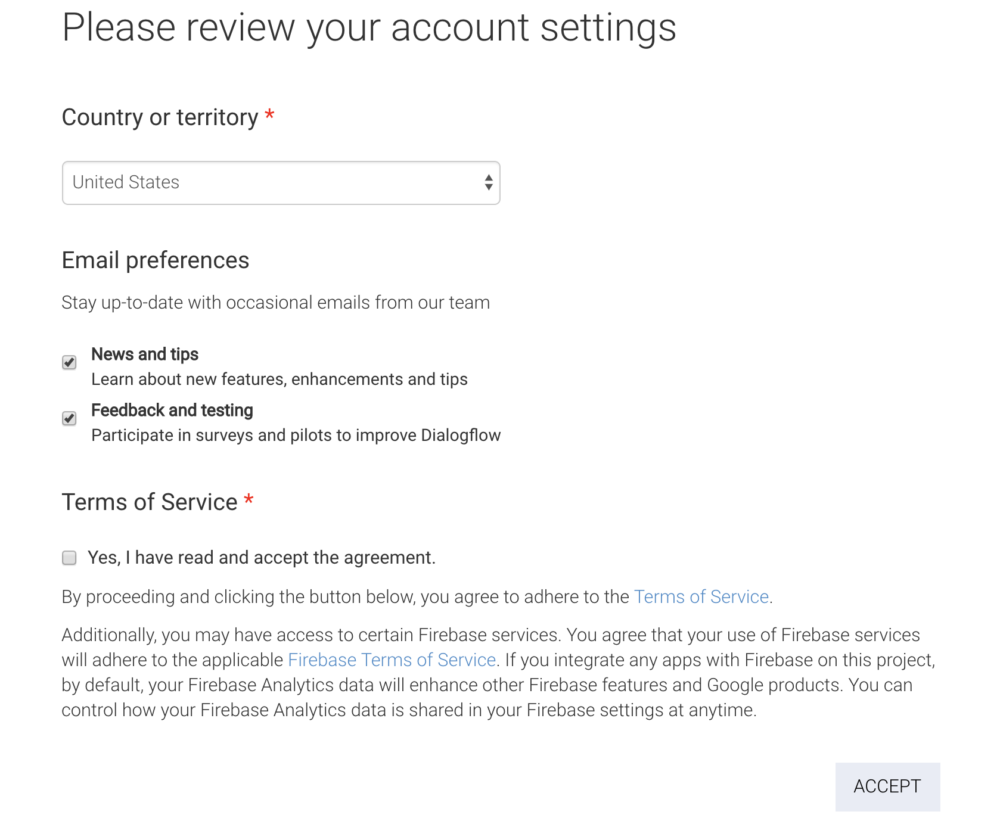 Please review your account settings
Country or territory *
United States
Email preferences
Stay up-to-date with occasional emails from our team
News and tips
Learn about new features, enhancements and tips
Feedback and testing
Participate in surveys and pilots to improve Dialogflow
Terms of Service *
Yes, I have read and accept the agreement.
By proceeding and clicking the button below, you agree to adhere to the Terms of Service.
Additionally, you may have access to certain Firebase services. You agree that your use of Firebase services
will adhere to the applicable Firebase Terms of Service. If you integrate any apps with Firebase on this project,
by default, your Firebase Analytics data will enhance other Firebase features and Google products. You can
control how your Firebase Analytics data is shared in your Firebase settings at anytime.
ACCEPT